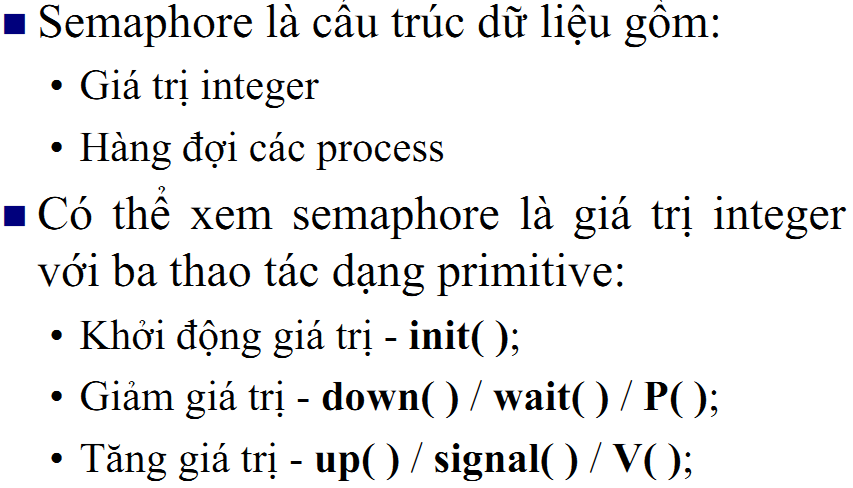 ■ Semaphore là cấu trúc dữ liệu gồm:
• Giá trị integer
• Hàng đợi các process
■ Có thể xem semaphore là giá trị integer
với ba thao tác dạng primitive:
• Khởi động giá trị - init( );
• Giảm giá trị - down( ) / wait( ) / P( );
• Tăng giá trị - up( ) / signal( ) / V( );